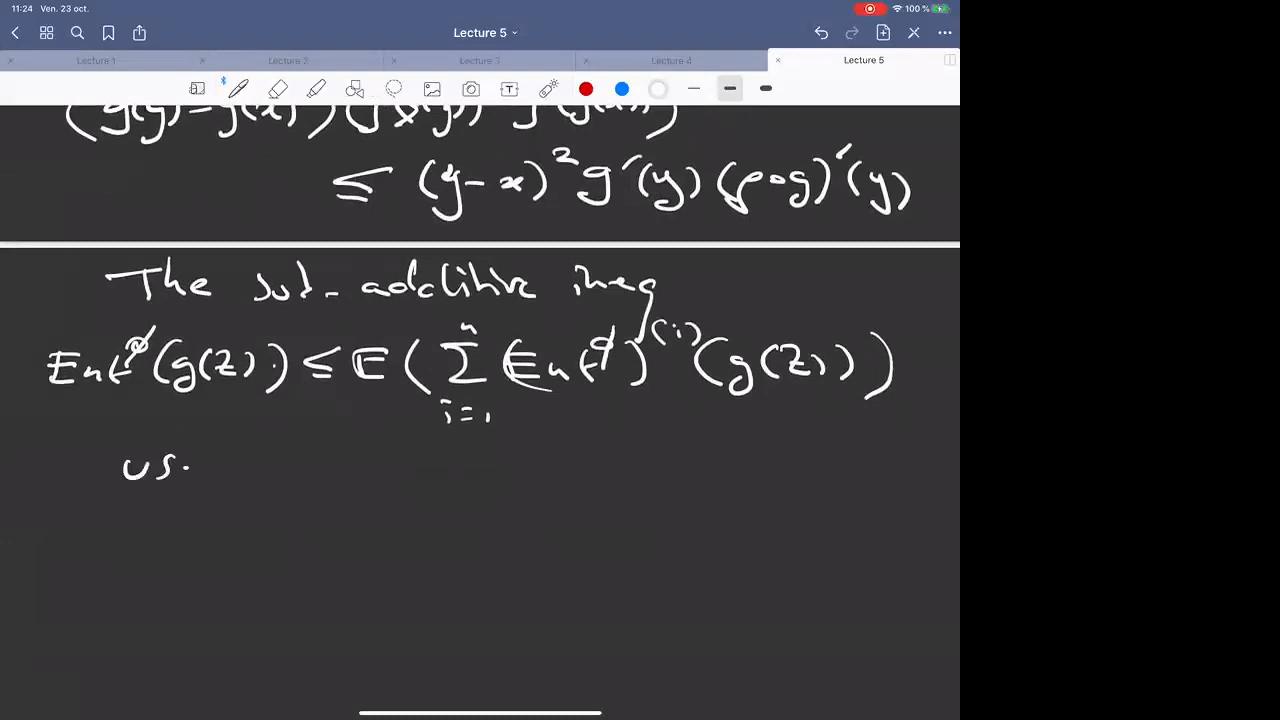 11:24 Ven. 23 oct. 100 %
Lecture 5
Lecture 1 Lecture 2 Lecture 3 Lecture 4 Lecture 5
≤ (y-x)² g′(y) (ρ∘g)′(y)
The sub-additive ineq
Ent^φ(g(Z)) ≤ E( Σ_{i=1}^n (Ent^φ)^{(i)} (g(Z)) )
us.